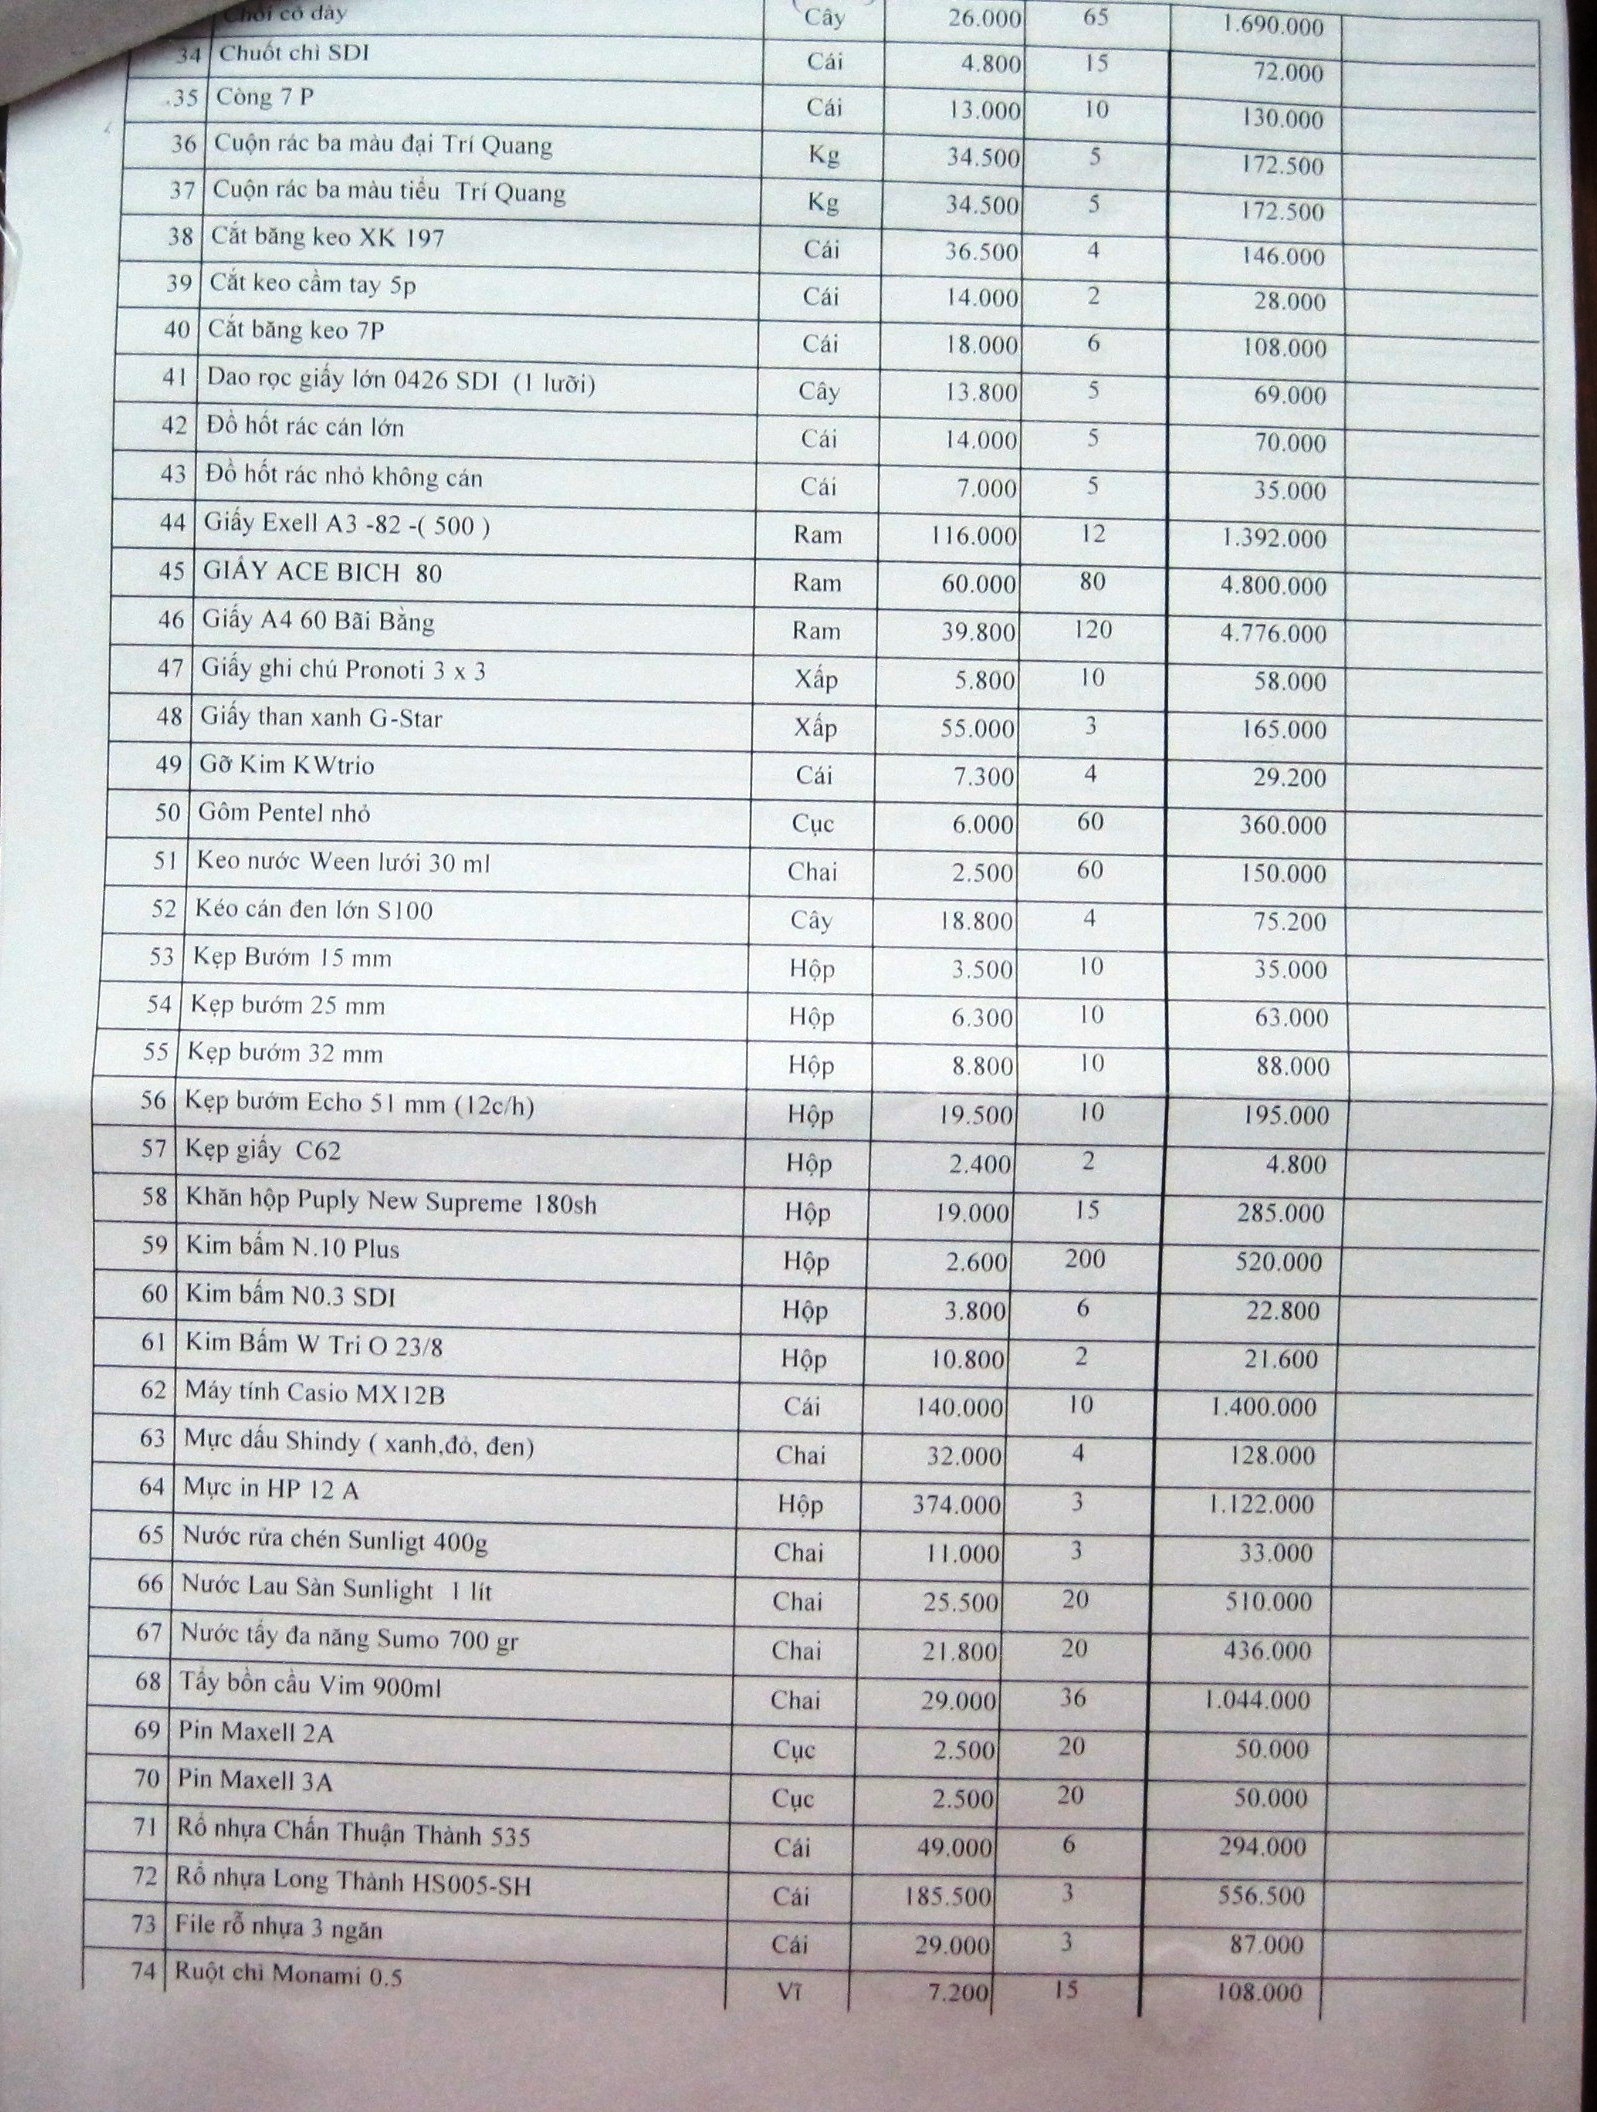 Chổi cỏ dày Cây 26.000 65 1.690.000
34 Chuốt chì SDI Cái 4.800 15 72.000
35 Còng 7 P Cái 13.000 10 130.000
36 Cuộn rác ba màu đại Trí Quang Kg 34.500 5 172.500
37 Cuộn rác ba màu tiểu Trí Quang Kg 34.500 5 172.500
38 Cắt băng keo XK 197 Cái 36.500 4 146.000
39 Cắt keo cầm tay 5p Cái 14.000 2 28.000
40 Cắt băng keo 7P Cái 18.000 6 108.000
41 Dao rọc giấy lớn 0426 SDI (1 lưỡi) Cây 13.800 5 69.000
42 Đồ hốt rác cán lớn Cái 14.000 5 70.000
43 Đồ hốt rác nhỏ không cán Cái 7.000 5 35.000
44 Giấy Exell A3 -82 -( 500 ) Ram 116.000 12 1.392.000
45 GIẤY ACE BICH 80 Ram 60.000 80 4.800.000
46 Giấy A4 60 Bãi Bằng Ram 39.800 120 4.776.000
47 Giấy ghi chú Pronoti 3 x 3 Xấp 5.800 10 58.000
48 Giấy than xanh G-Star Xấp 55.000 3 165.000
49 Gỡ Kim KWtrio Cái 7.300 4 29.200
50 Gôm Pentel nhỏ Cục 6.000 60 360.000
51 Keo nước Ween lưới 30 ml Chai 2.500 60 150.000
52 Kéo cán đen lớn S100 Cây 18.800 4 75.200
53 Kẹp Bướm 15 mm Hộp 3.500 10 35.000
54 Kẹp bướm 25 mm Hộp 6.300 10 63.000
55 Kẹp bướm 32 mm Hộp 8.800 10 88.000
56 Kẹp bướm Echo 51 mm (12c/h) Hộp 19.500 10 195.000
57 Kẹp giấy C62 Hộp 2.400 2 4.800
58 Khăn hộp Puply New Supreme 180sh Hộp 19.000 15 285.000
59 Kim bấm N.10 Plus Hộp 2.600 200 520.000
60 Kim bấm N0.3 SDI Hộp 3.800 6 22.800
61 Kim Bấm W Tri O 23/8 Hộp 10.800 2 21.600
62 Máy tính Casio MX12B Cái 140.000 10 1.400.000
63 Mực dấu Shindy ( xanh,đỏ, đen) Chai 32.000 4 128.000
64 Mực in HP 12 A Hộp 374.000 3 1.122.000
65 Nước rửa chén Sunligt 400g Chai 11.000 3 33.000
66 Nước Lau Sàn Sunlight 1 lít Chai 25.500 20 510.000
67 Nước tẩy đa năng Sumo 700 gr Chai 21.800 20 436.000
68 Tẩy bồn cầu Vim 900ml Chai 29.000 36 1.044.000
69 Pin Maxell 2A Cục 2.500 20 50.000
70 Pin Maxell 3A Cục 2.500 20 50.000
71 Rổ nhựa Chấn Thuận Thành 535 Cái 49.000 6 294.000
72 Rổ nhựa Long Thành HS005-SH Cái 185.500 3 556.500
73 File rỗ nhựa 3 ngăn Cái 29.000 3 87.000
74 Ruột chì Monami 0.5 Vĩ 7.200 15 108.000